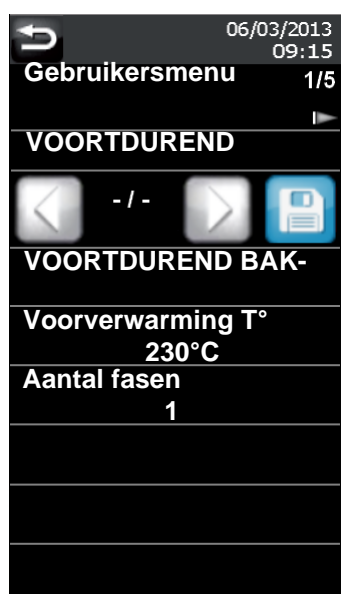 06/03/2013
09:15
Gebruikersmenu 1/5
VOORTDUREND
- / -
VOORTDUREND BAK-
Voorverwarming T°
230°C
Aantal fasen
1